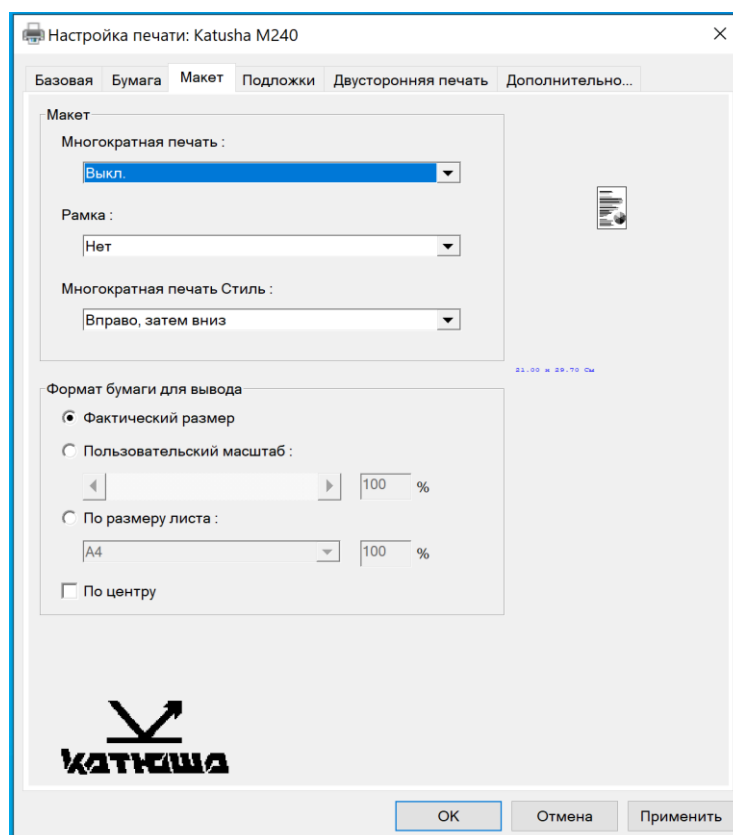 Настройка печати: Katusha M240
Базовая Бумага Макет Подложки Двусторонняя печать Дополнительно...
Макет
Многократная печать :
Выкл.
Рамка :
Нет
Многократная печать Стиль :
Вправо, затем вниз
21.00 x 29.70 См
Формат бумаги для вывода
Фактический размер
Пользовательский масштаб :
100 %
По размеру листа :
A4 100 %
По центру
катюша
OK Отмена Применить